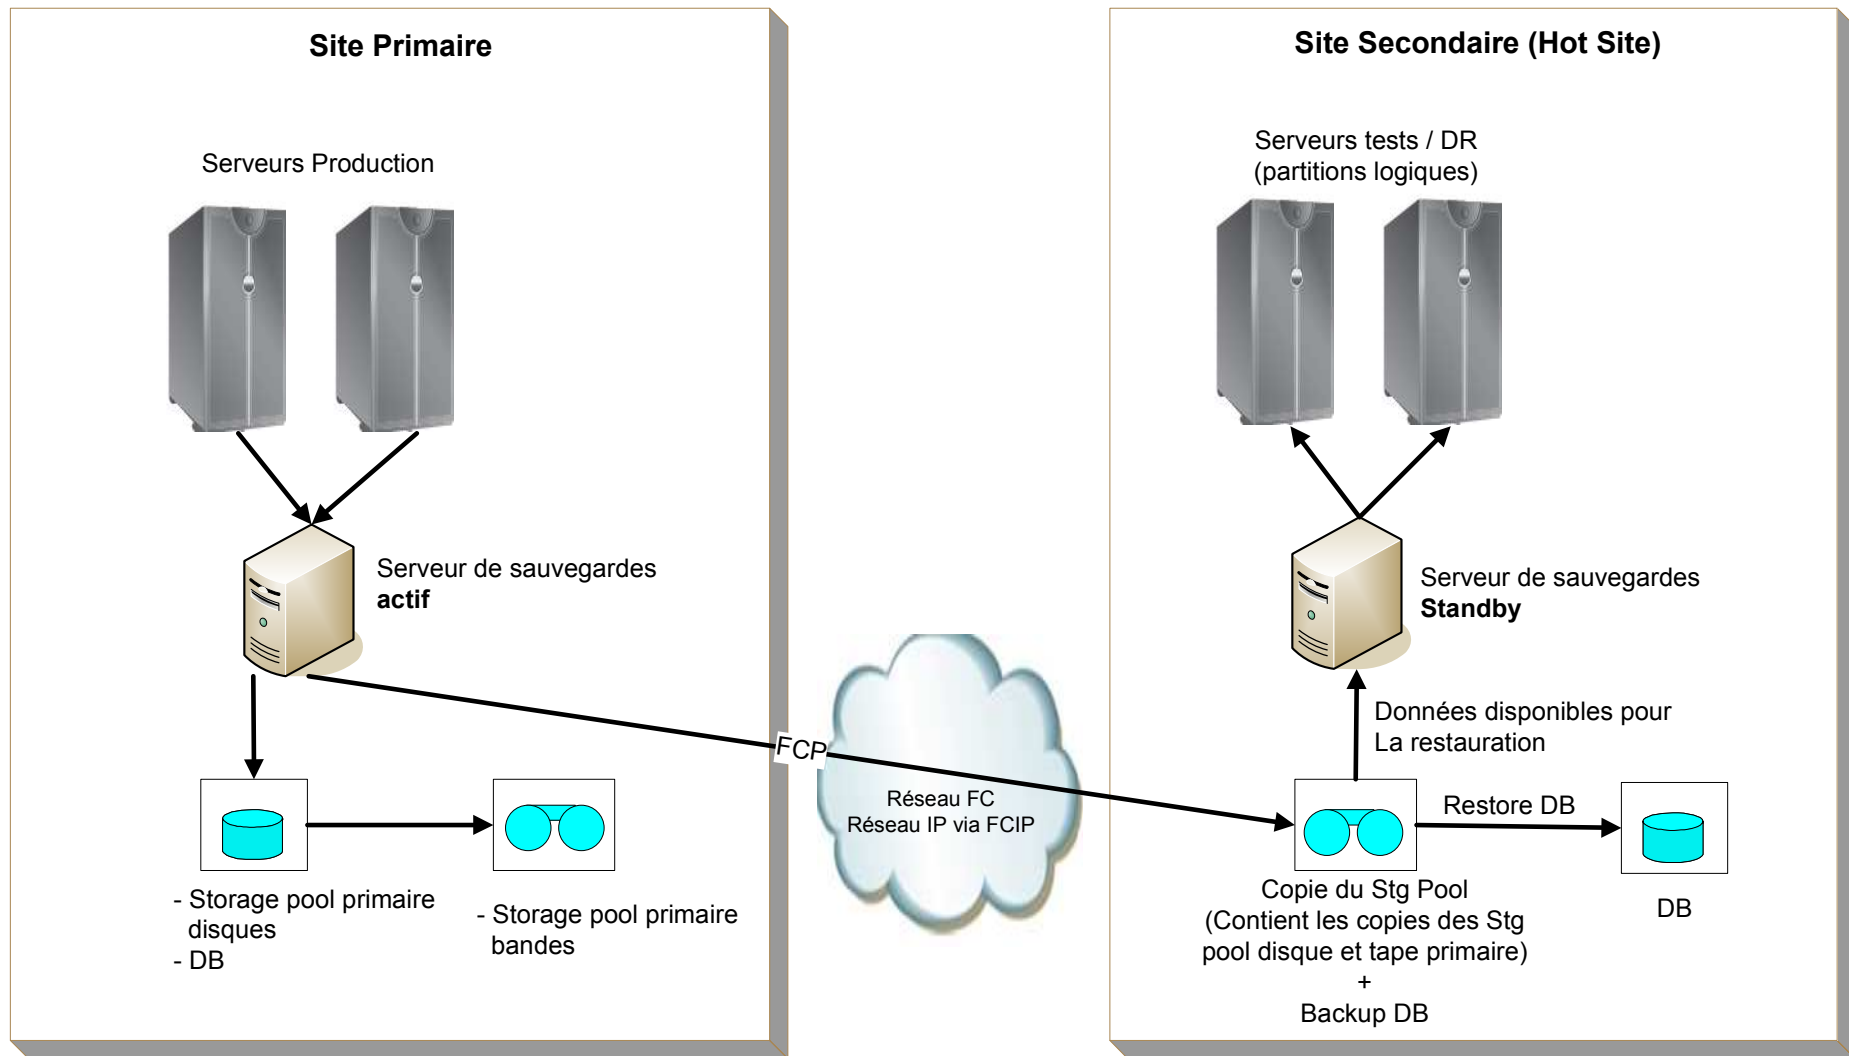 Site Primaire
Serveurs Production
Serveur de sauvegardes
actif
- Storage pool primaire
disques
- DB
- Storage pool primaire
bandes
FCP
Réseau FC
Réseau IP via FCIP
Site Secondaire (Hot Site)
Serveurs tests / DR
(partitions logiques)
Serveur de sauvegardes
Standby
Données disponibles pour
La restauration
Restore DB
Copie du Stg Pool
(Contient les copies des Stg
pool disque et tape primaire)
+
Backup DB
DB